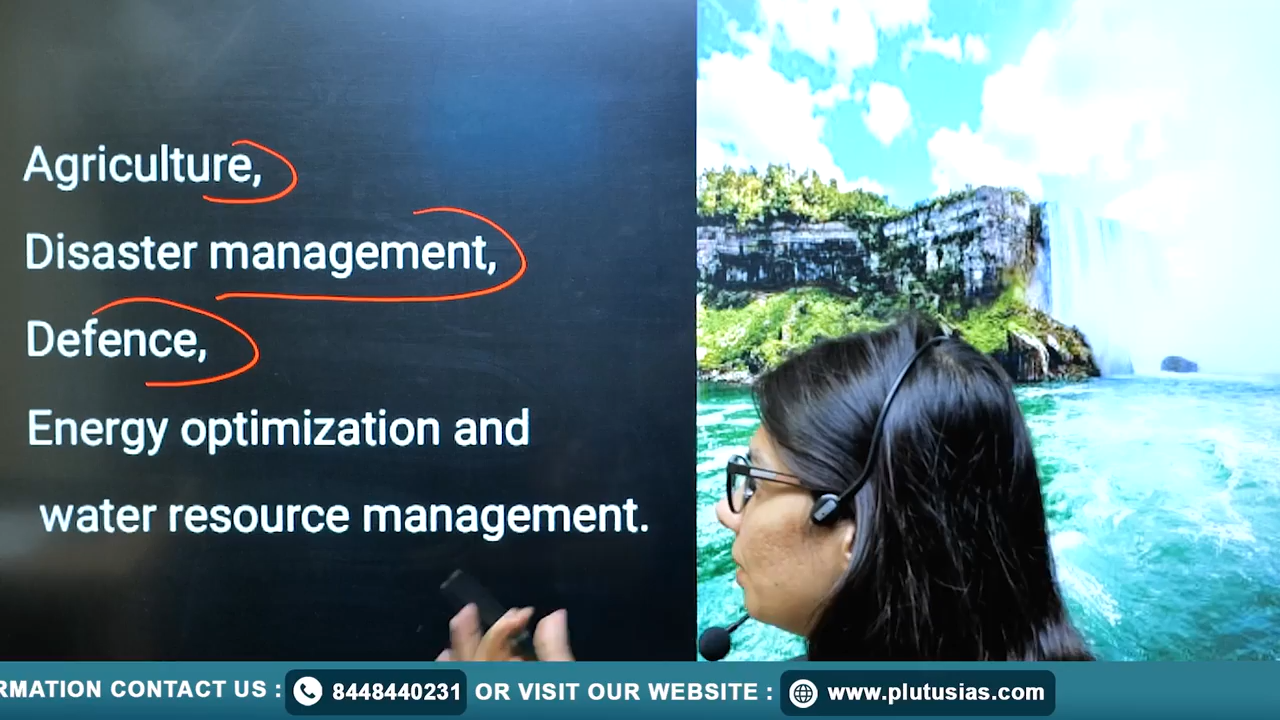 Agriculture,
Disaster management,
Defence,
Energy optimization and
water resource management.
RMATION CONTACT US : 8448440231 OR VISIT OUR WEBSITE : www.plutusias.com